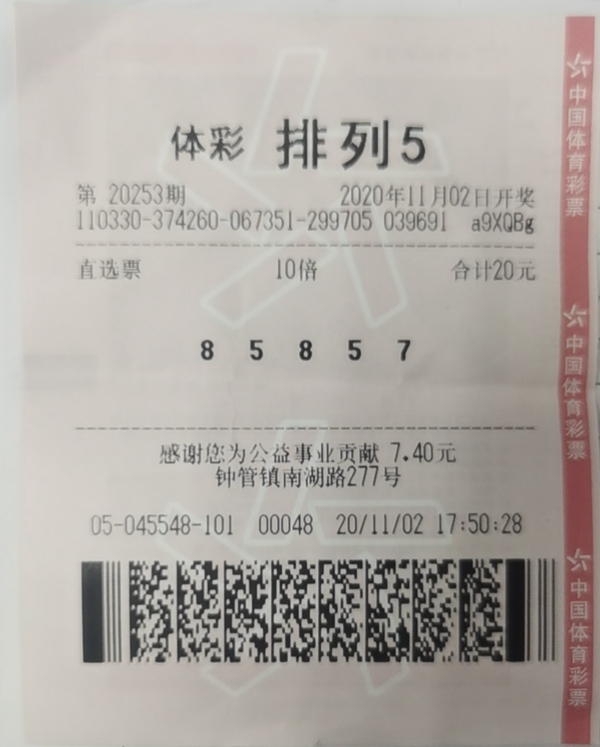 体彩 排列5
第 20253期 2020年11月02日开奖
110330-374260-067351-299705 039691 a9XQBg
直选票 10倍 合计20元
8 5 8 5 7
感谢您为公益事业贡献 7.40元
钟管镇南湖路277号
05-045548-101 00048 20/11/02 17:50:28
中国体育彩票
中国体育彩票
中国体育彩票